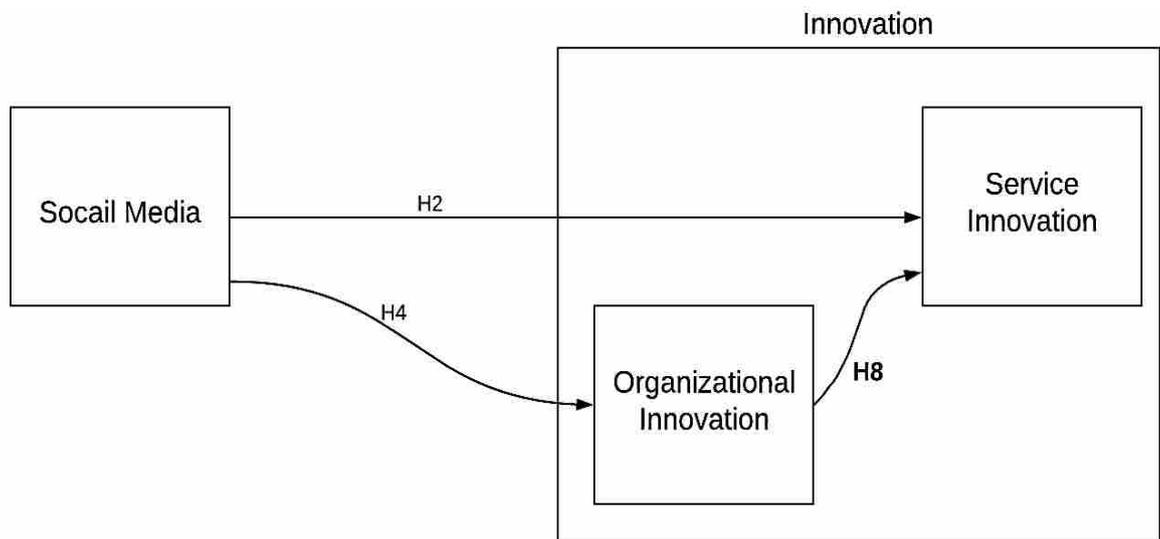 Innovation
Socail Media
H2
Service
Innovation
H4
Organizational
Innovation
H8